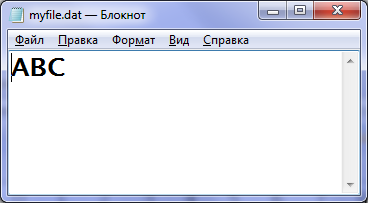 myfile.dat — Блокнот
Файл Правка Формат Вид Справка
ABC